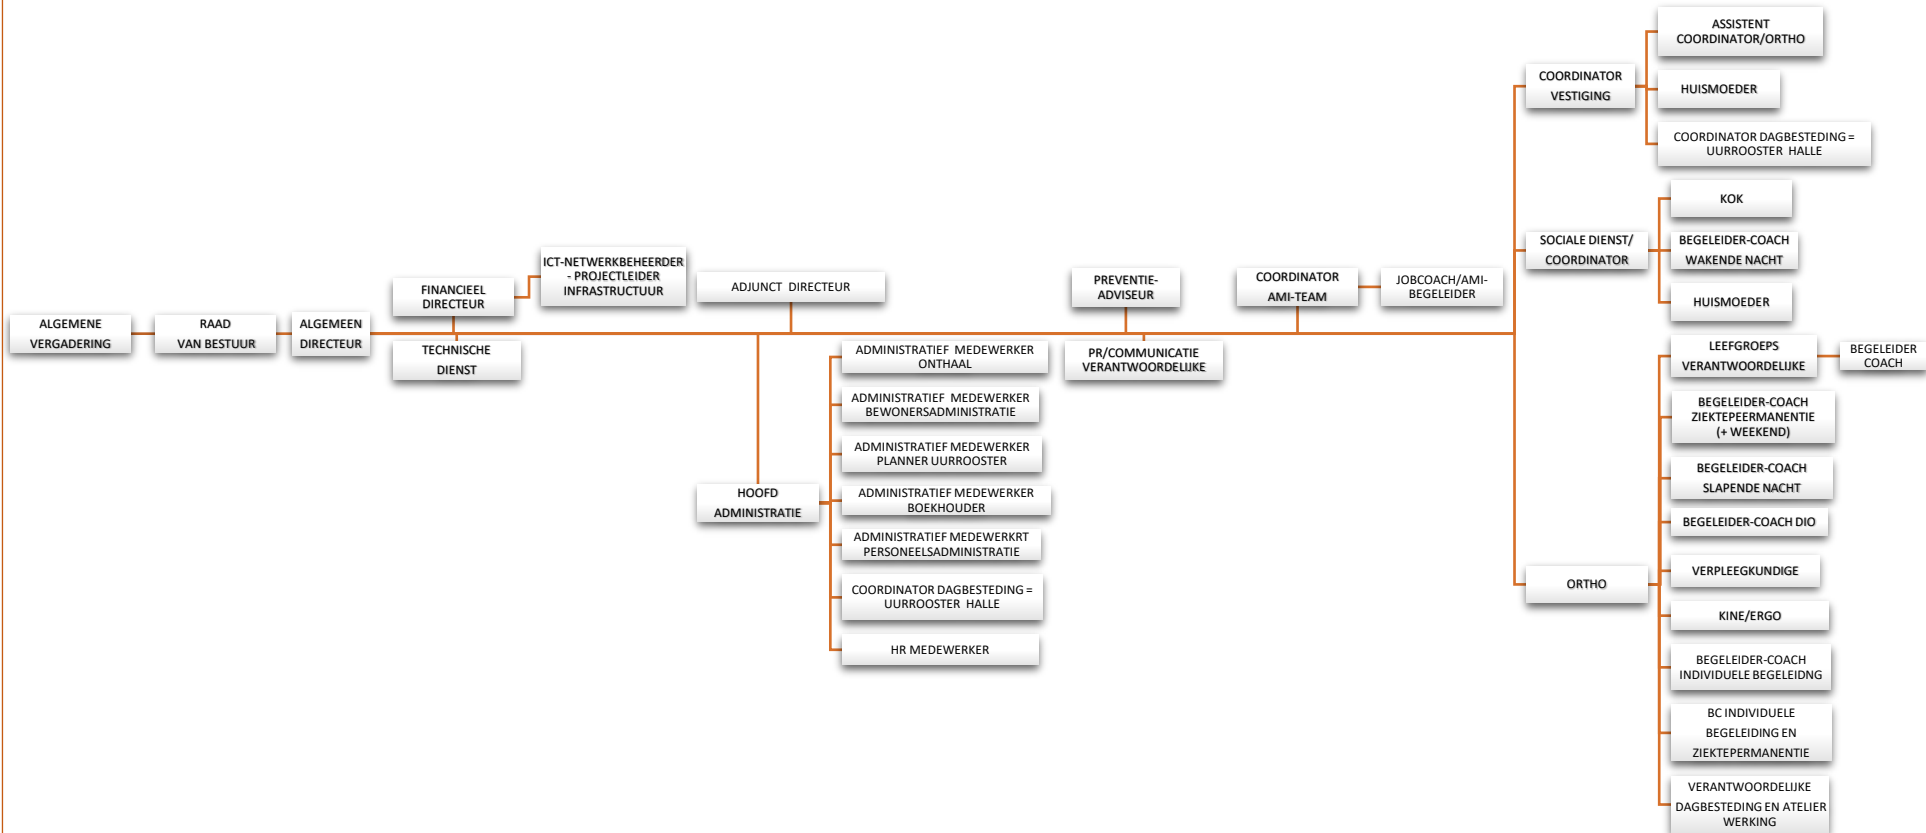 ALGEMENE
VERGADERING
RAAD
VAN BESTUUR
ALGEMEEN
DIRECTEUR
FINANCIEEL
DIRECTEUR
ICT-NETWERKBEHEERDER
- PROJECTLEIDER
INFRASTRUCTUUR
TECHNISCHE
DIENST
ADJUNCT DIRECTEUR
HOOFD
ADMINISTRATIE
ADMINISTRATIEF MEDEWERKER
ONTHAAL
ADMINISTRATIEF MEDEWERKER
BEWONERSADMINISTRATIE
ADMINISTRATIEF MEDEWERKER
PLANNER UURROOSTER
ADMINISTRATIEF MEDEWERKER
BOEKHOUDER
ADMINISTRATIEF MEDEWERKRT
PERSONEELSADMINISTRATIE
COORDINATOR DAGBESTEDING =
UURROOSTER HALLE
HR MEDEWERKER
PREVENTIE-
ADVISEUR
PR/COMMUNICATIE
VERANTWOORDELIJKE
COORDINATOR
AMI-TEAM
JOBCOACH/AMI-
BEGELEIDER
COORDINATOR
VESTIGING
ASSISTENT
COORDINATOR/ORTHO
HUISMOEDER
COORDINATOR DAGBESTEDING =
UURROOSTER HALLE
SOCIALE DIENST/
COORDINATOR
KOK
BEGELEIDER-COACH
WAKENDE NACHT
HUISMOEDER
ORTHO
LEEFGROEPS
VERANTWOORDELIJKE
BEGELEIDER
COACH
BEGELEIDER-COACH
ZIEKTEPEERMANENTIE
(+ WEEKEND)
BEGELEIDER-COACH
SLAPENDE NACHT
BEGELEIDER-COACH DIO
VERPLEEGKUNDIGE
KINE/ERGO
BEGELEIDER-COACH
INDIVIDUELE BEGELEIDNG
BC INDIVIDUELE
BEGELEIDING EN
ZIEKTEPERMANENTIE
VERANTWOORDELIJKE
DAGBESTEDING EN ATELIER
WERKING